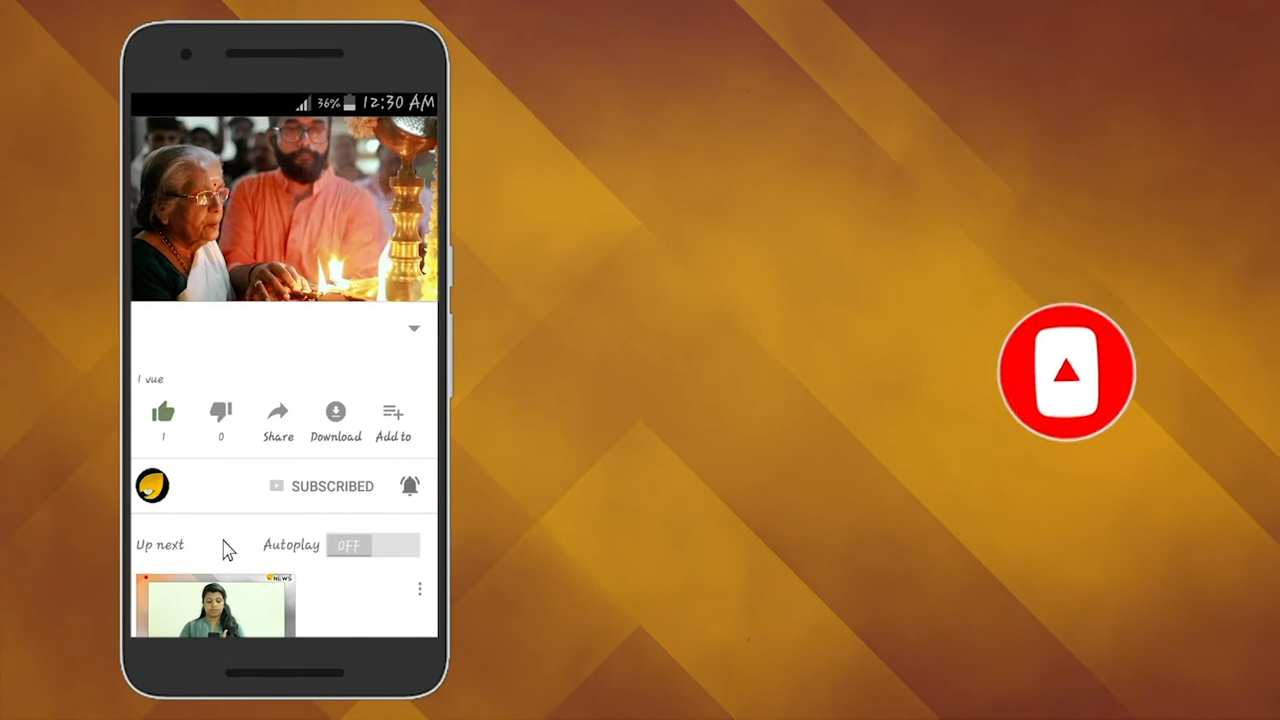 36% 12:30 AM
1 vue
1 0 Share Download Add to
SUBSCRIBED
Up next Autoplay OFF
NEWS